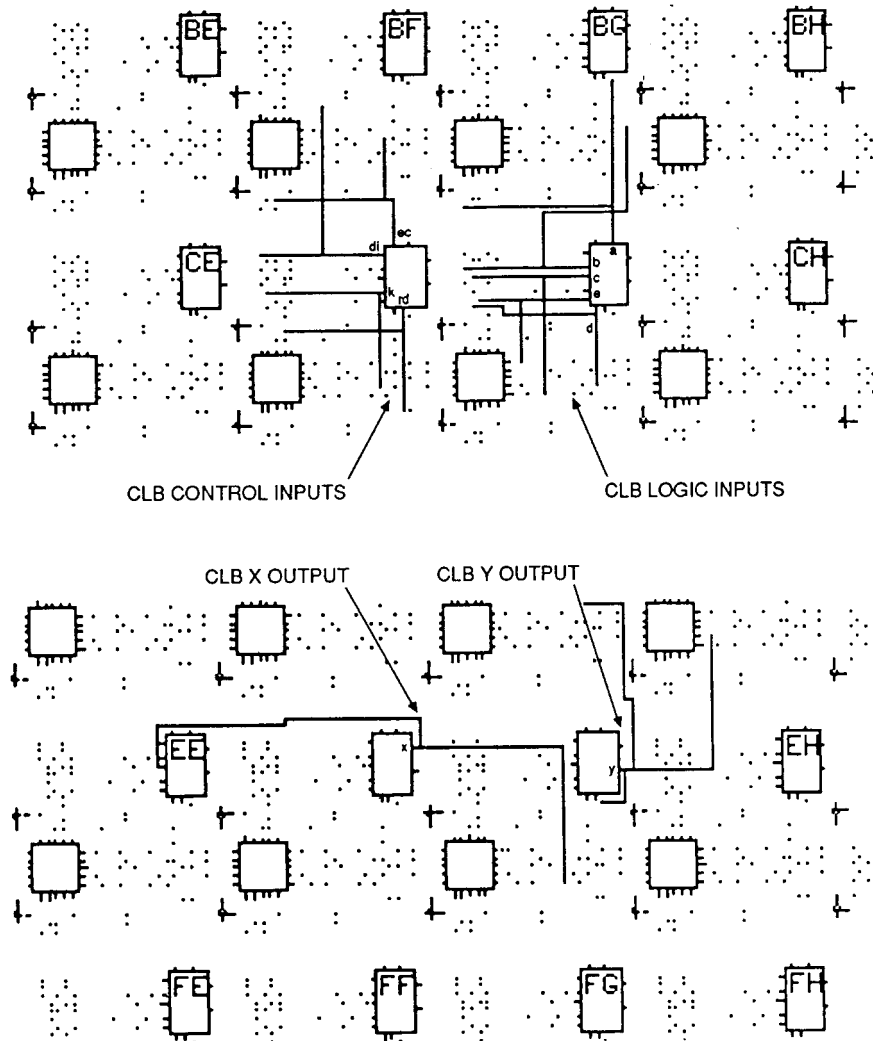 BE BF BG BH
ec
di a
CE b CH
c
k e
rd
d
CLB CONTROL INPUTS CLB LOGIC INPUTS
CLB X OUTPUT CLB Y OUTPUT
EE x EH
y
FE FF FG FH